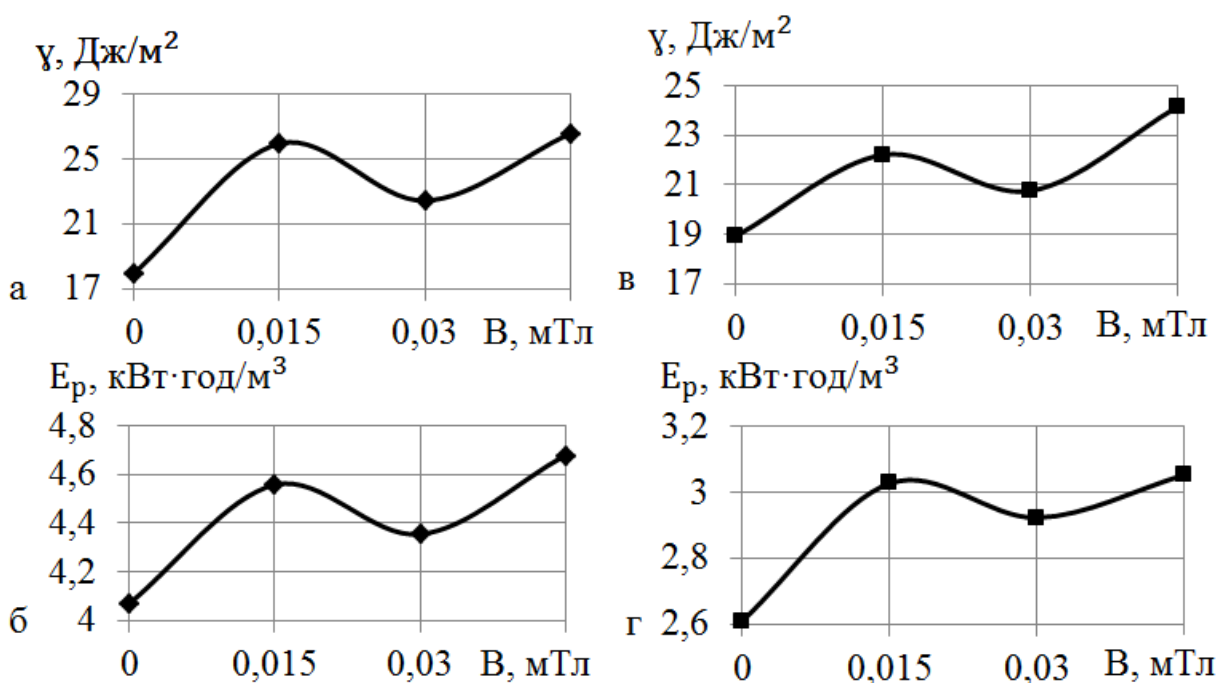 γ, Дж/м²
29
25
21
17
а
0 0,015 0,03 В, мТл
γ, Дж/м²
25
23
21
19
17
в
0 0,015 0,03 В, мТл
Eр, кВт·год/м³
4,8
4,6
4,4
4,2
4
б
0 0,015 0,03 В, мТл
Eр, кВт·год/м³
3,2
3
2,8
2,6
г
0 0,015 0,03 В, мТл